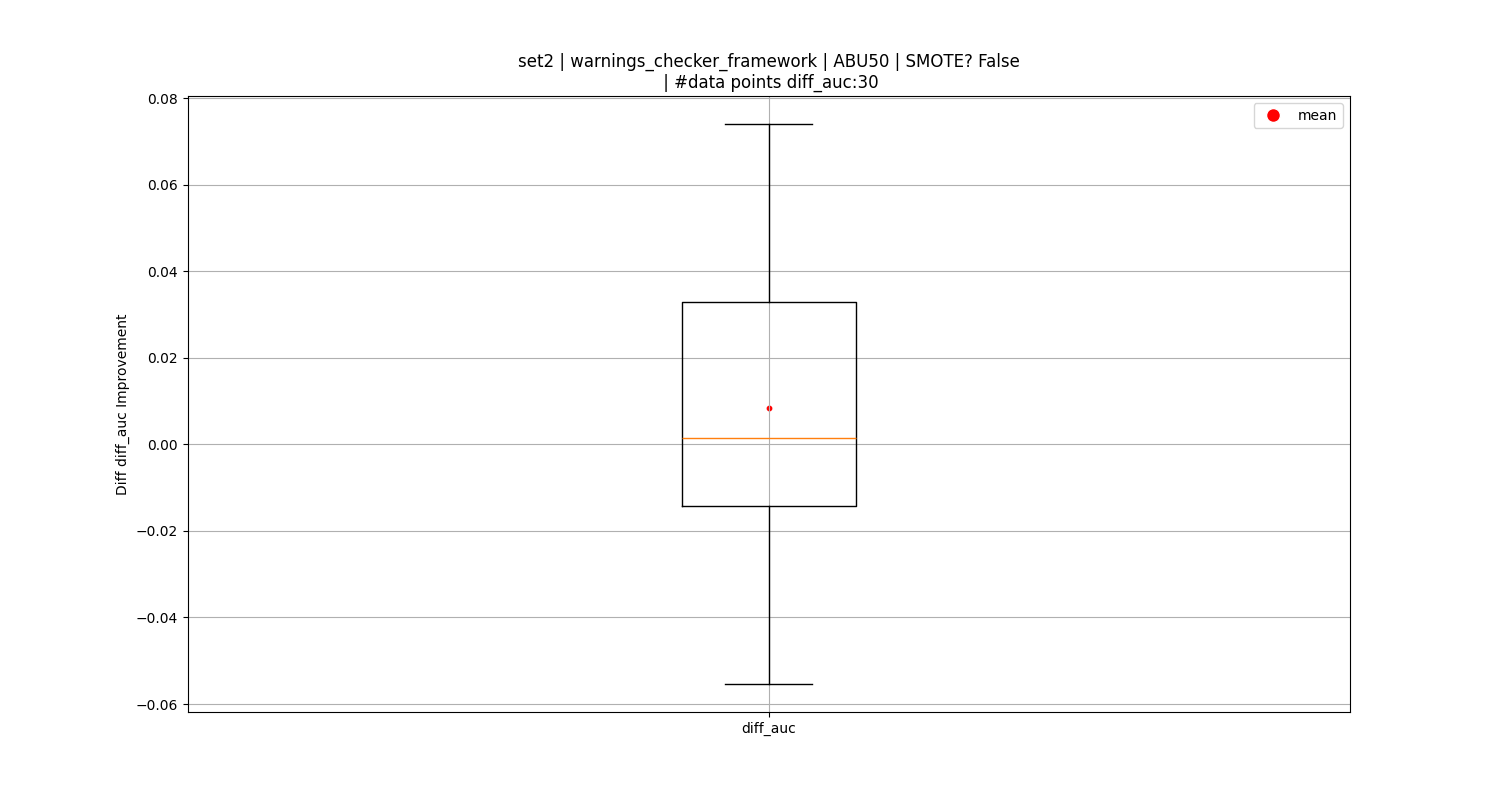 set2 | warnings_checker_framework | ABU50 | SMOTE? False
| #data points diff_auc:30
mean
0.08
0.06
0.04
0.02
0.00
−0.02
−0.04
−0.06
Diff diff_auc Improvement
diff_auc